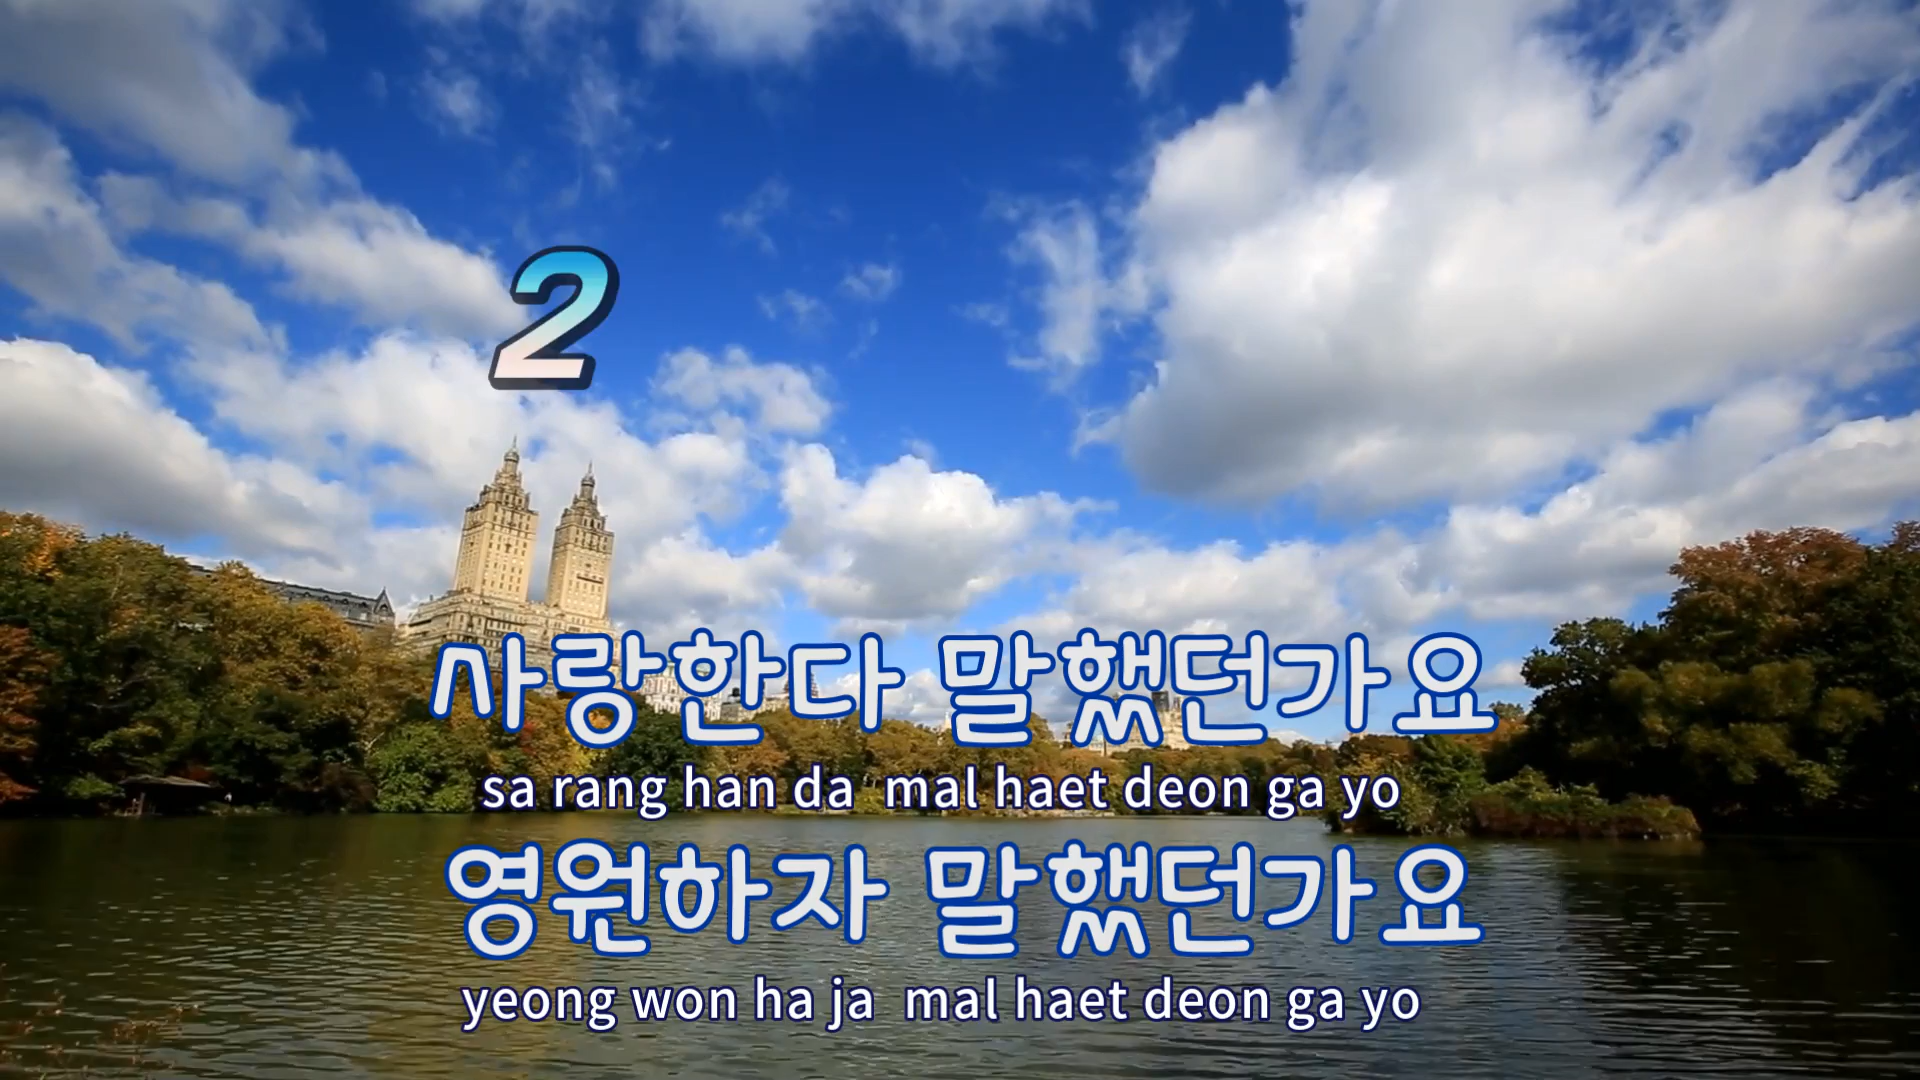 2
사랑한다 말했던가요
sa rang han da mal haet deon ga yo
영원하자 말했던가요
yeong won ha ja mal haet deon ga yo